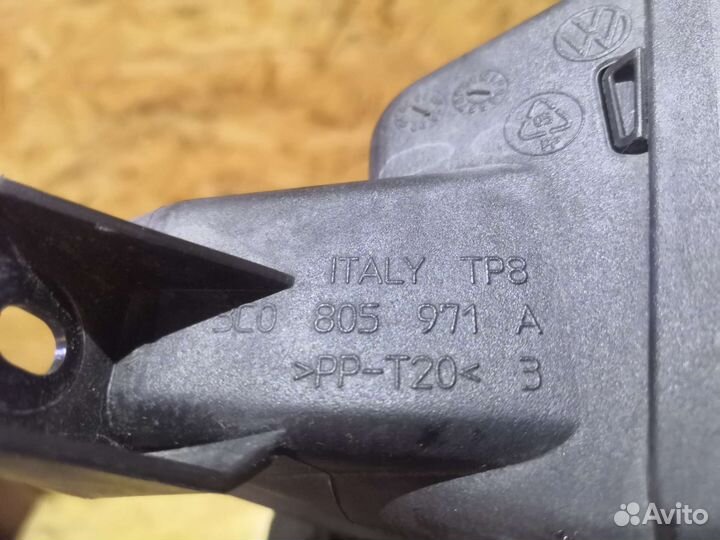 ITALY TP8
3C0 805 971 A
>PP-T20< 3
Avito